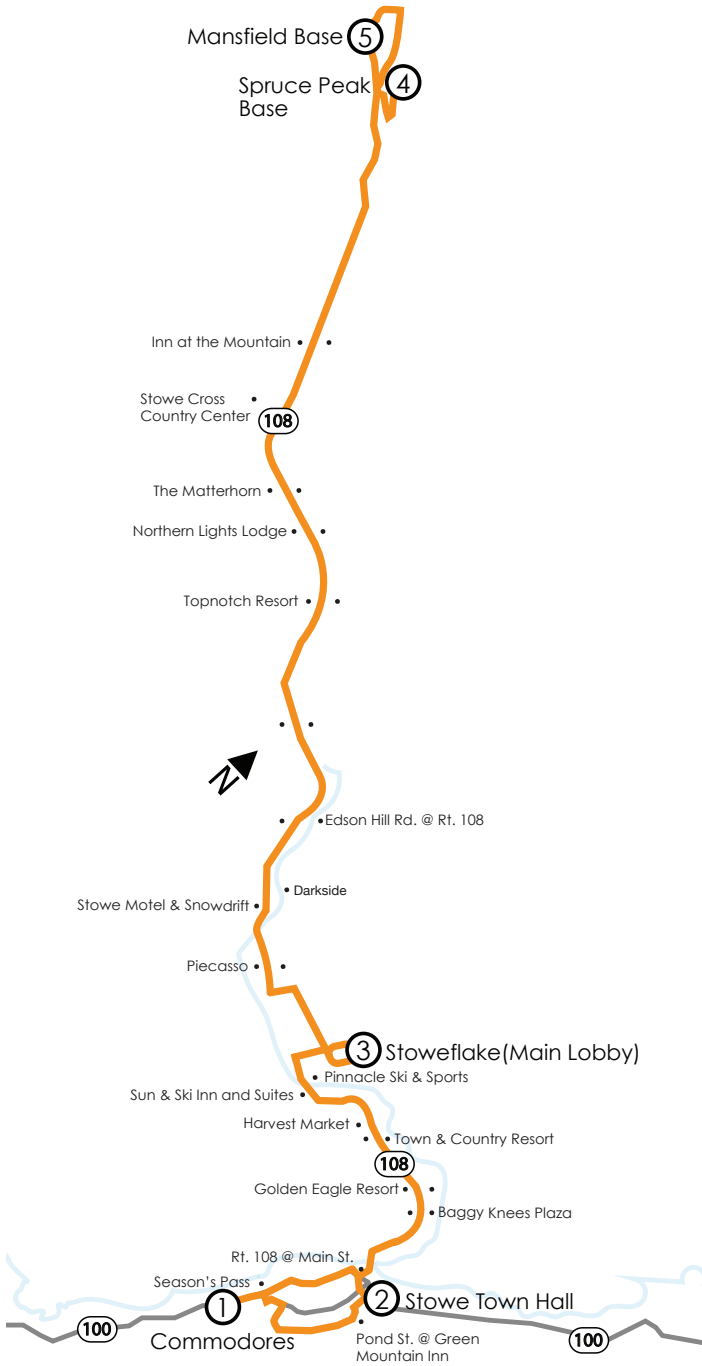 Mansfield Base
5
Spruce Peak
Base
4
Inn at the Mountain
Stowe Cross
Country Center
108
The Matterhorn
Northern Lights Lodge
Topnotch Resort
N
Edson Hill Rd. @ Rt. 108
Darkside
Stowe Motel & Snowdrift
Piecasso
3
Stoweflake(Main Lobby)
Pinnacle Ski & Sports
Sun & Ski Inn and Suites
Harvest Market
Town & Country Resort
108
Golden Eagle Resort
Baggy Knees Plaza
Rt. 108 @ Main St.
Season's Pass
1
Commodores
2
Stowe Town Hall
100
Pond St. @ Green
Mountain Inn
100